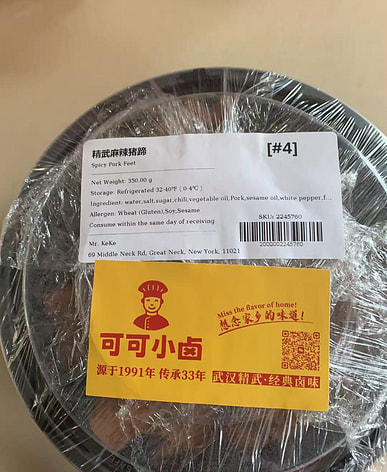 精武麻辣猪蹄
[#4]
Spicy Pork Feet
Net Weight: 350.00 g
Storage: Refrigerated 32-40°F ( 0-4°C )
Ingredient: water,salt,sugar,chili,vegetable oil,Pork,sesame oil,white pepper,f...
Allergen: Wheat (Gluten),Soy,Sesame
Consume within the same day of receiving
SKU: 2245760
2000002245760
Mr. KeKe
69 Middle Neck Rd, Great Neck, New York, 11021
Miss the flavor of home!
想念家乡的味道!
可可小卤
源于1991年 传承33年
武汉精武·经典卤味